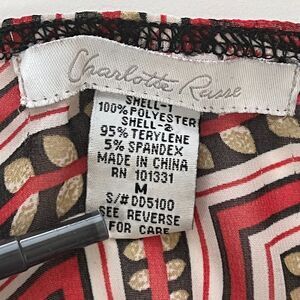 Charlotte Russe
SHELL-1
100% POLYESTER
SHELL-2
95% TERYLENE
5% SPANDEX
MADE IN CHINA
RN 101331
M
S/#DD5100
SEE REVERSE
FOR CARE